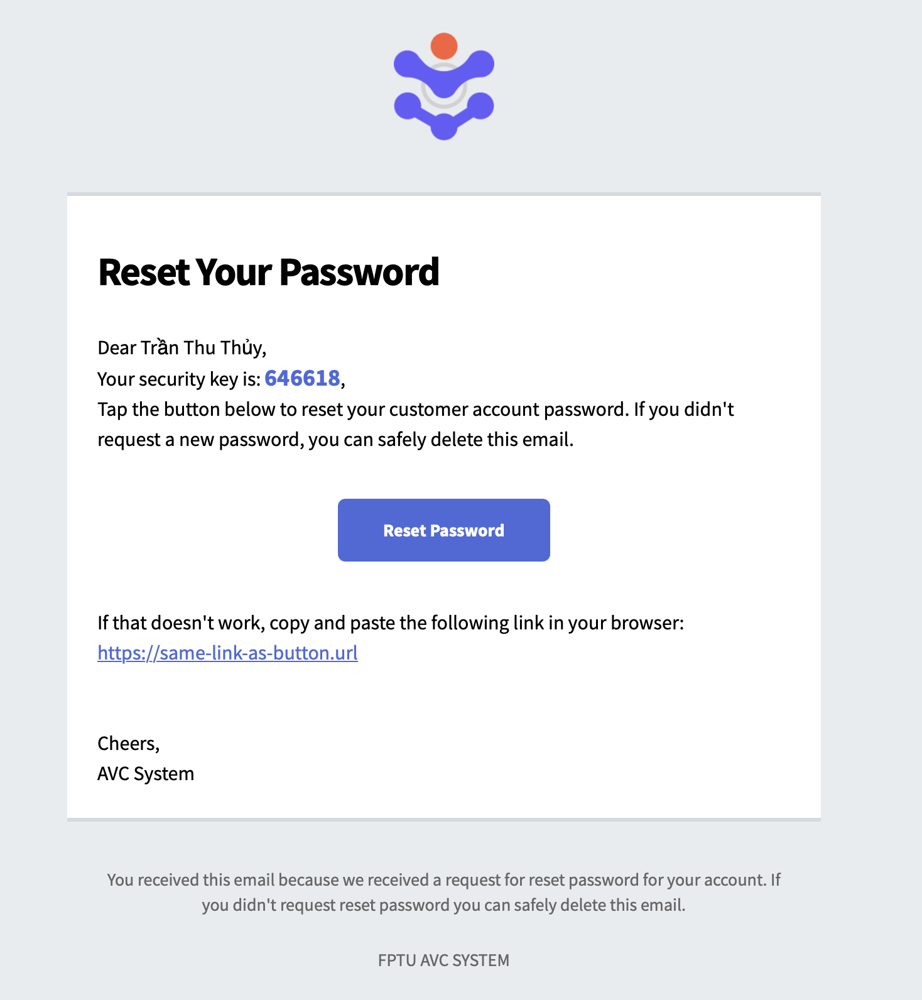 Reset Your Password
Dear Trần Thu Thủy,
Your security key is: 646618,
Tap the button below to reset your customer account password. If you didn't
request a new password, you can safely delete this email.
Reset Password
If that doesn't work, copy and paste the following link in your browser:
https://same-link-as-button.url
Cheers,
AVC System
You received this email because we received a request for reset password for your account. If
you didn't request reset password you can safely delete this email.
FPTU AVC SYSTEM